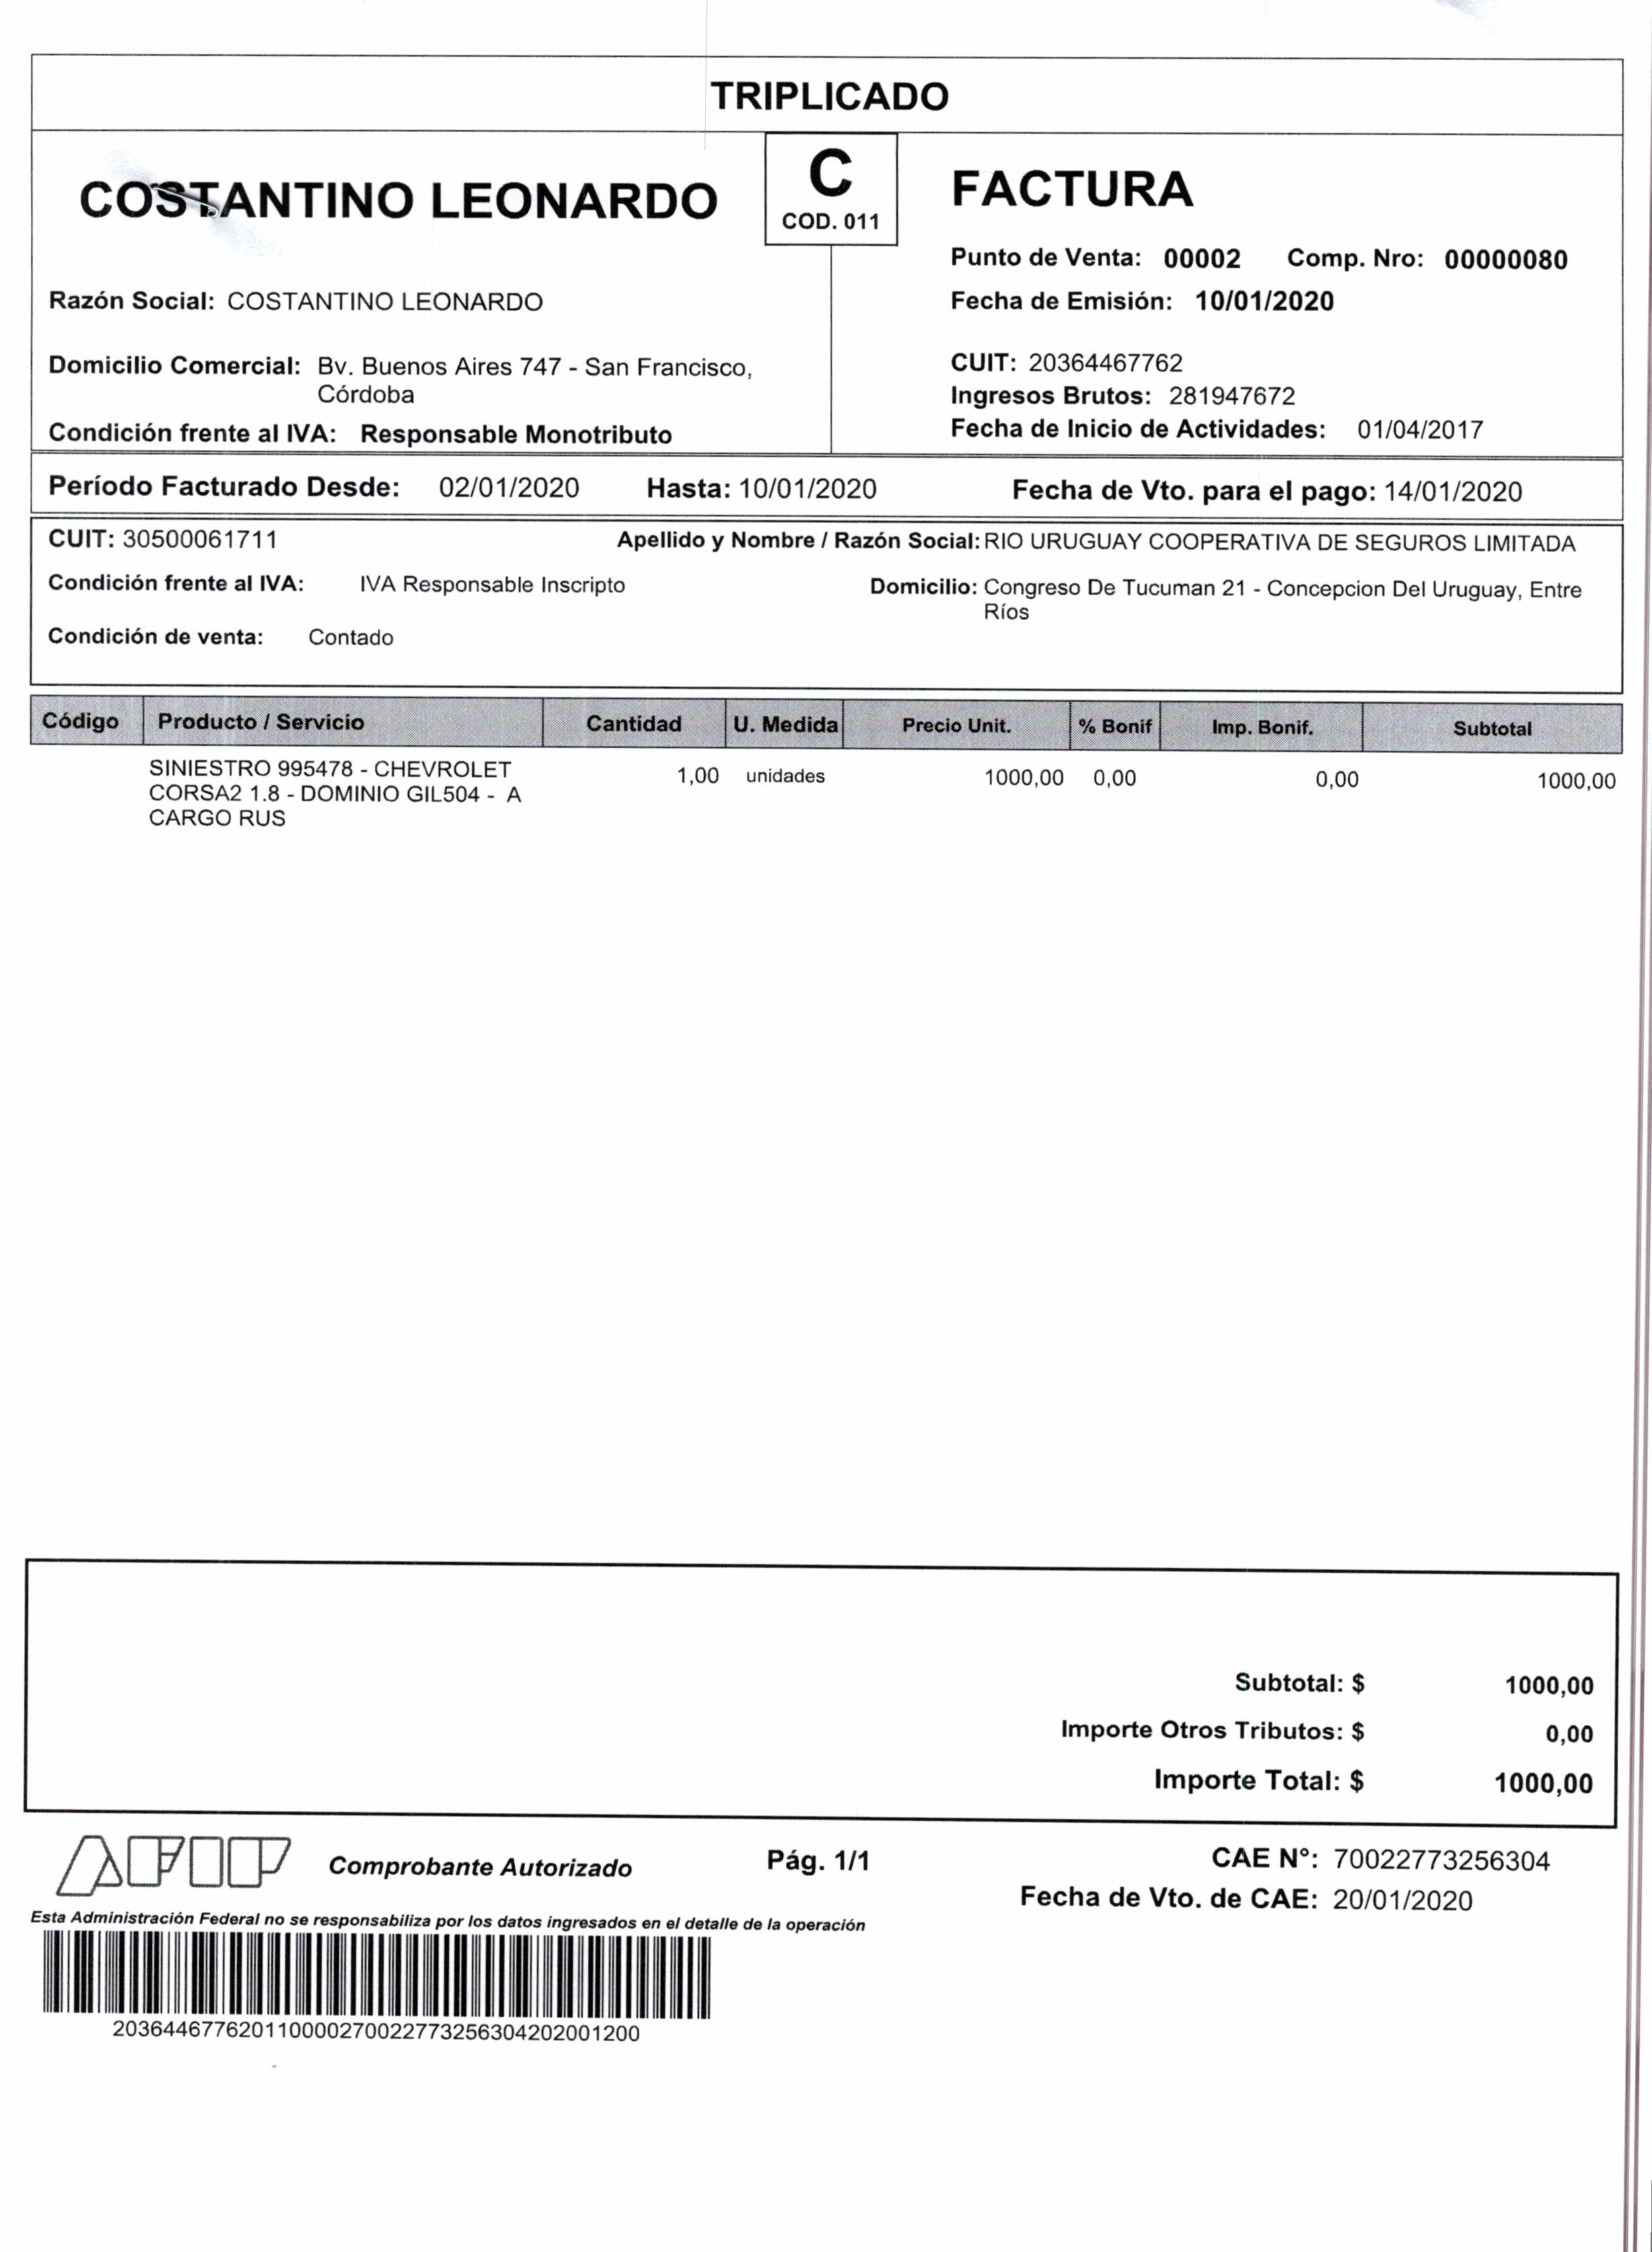 TRIPLICADO
COSTANTINO LEONARDO
C
COD. 011
FACTURA
Punto de Venta: 00002 Comp. Nro: 00000080
Razón Social: COSTANTINO LEONARDO
Fecha de Emisión: 10/01/2020
Domicilio Comercial: Bv. Buenos Aires 747 - San Francisco,
Córdoba
CUIT: 20364467762
Ingresos Brutos: 281947672
Condición frente al IVA: Responsable Monotributo
Fecha de Inicio de Actividades: 01/04/2017
Período Facturado Desde: 02/01/2020 Hasta: 10/01/2020 Fecha de Vto. para el pago: 14/01/2020
CUIT: 30500061711 Apellido y Nombre / Razón Social: RIO URUGUAY COOPERATIVA DE SEGUROS LIMITADA
Condición frente al IVA: IVA Responsable Inscripto Domicilio: Congreso De Tucuman 21 - Concepcion Del Uruguay, Entre
Ríos
Condición de venta: Contado
Código Producto / Servicio Cantidad U. Medida Precio Unit. % Bonif Imp. Bonif. Subtotal
SINIESTRO 995478 - CHEVROLET 1,00 unidades 1000,00 0,00 0,00 1000,00
CORSA2 1.8 - DOMINIO GIL504 - A
CARGO RUS
Subtotal: $ 1000,00
Importe Otros Tributos: $ 0,00
Importe Total: $ 1000,00
AFIP Comprobante Autorizado Pág. 1/1 CAE N°: 70022773256304
Fecha de Vto. de CAE: 20/01/2020
Esta Administración Federal no se responsabiliza por los datos ingresados en el detalle de la operación
203644677620110000270022773256304202001200